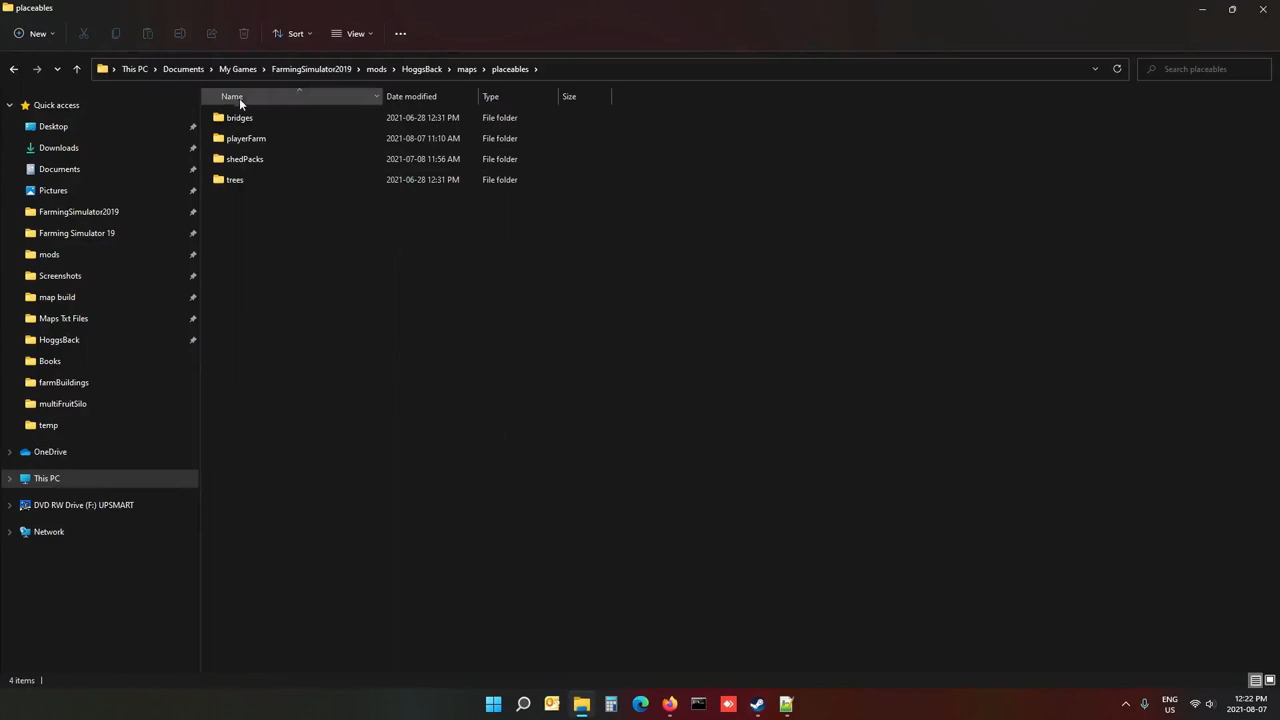 placeables
New
Sort
View
This PC
Documents
My Games
FarmingSimulator2019
mods
HoggsBack
maps
placeables
Search placeables
Name
Date modified
Type
Size
bridges
2021-06-28 12:31 PM
File folder
playerFarm
2021-08-07 11:10 AM
File folder
shedPacks
2021-07-08 11:56 AM
File folder
trees
2021-06-28 12:31 PM
File folder
Quick access
Desktop
Downloads
Documents
Pictures
FarmingSimulator2019
Farming Simulator 19
mods
Screenshots
map build
Maps Txt Files
HoggsBack
Books
farmBuildings
multiFruitSilo
temp
OneDrive
This PC
DVD RW Drive (F:) UPSMART
Network
4 items
ENG
US
12:22 PM
2021-08-07